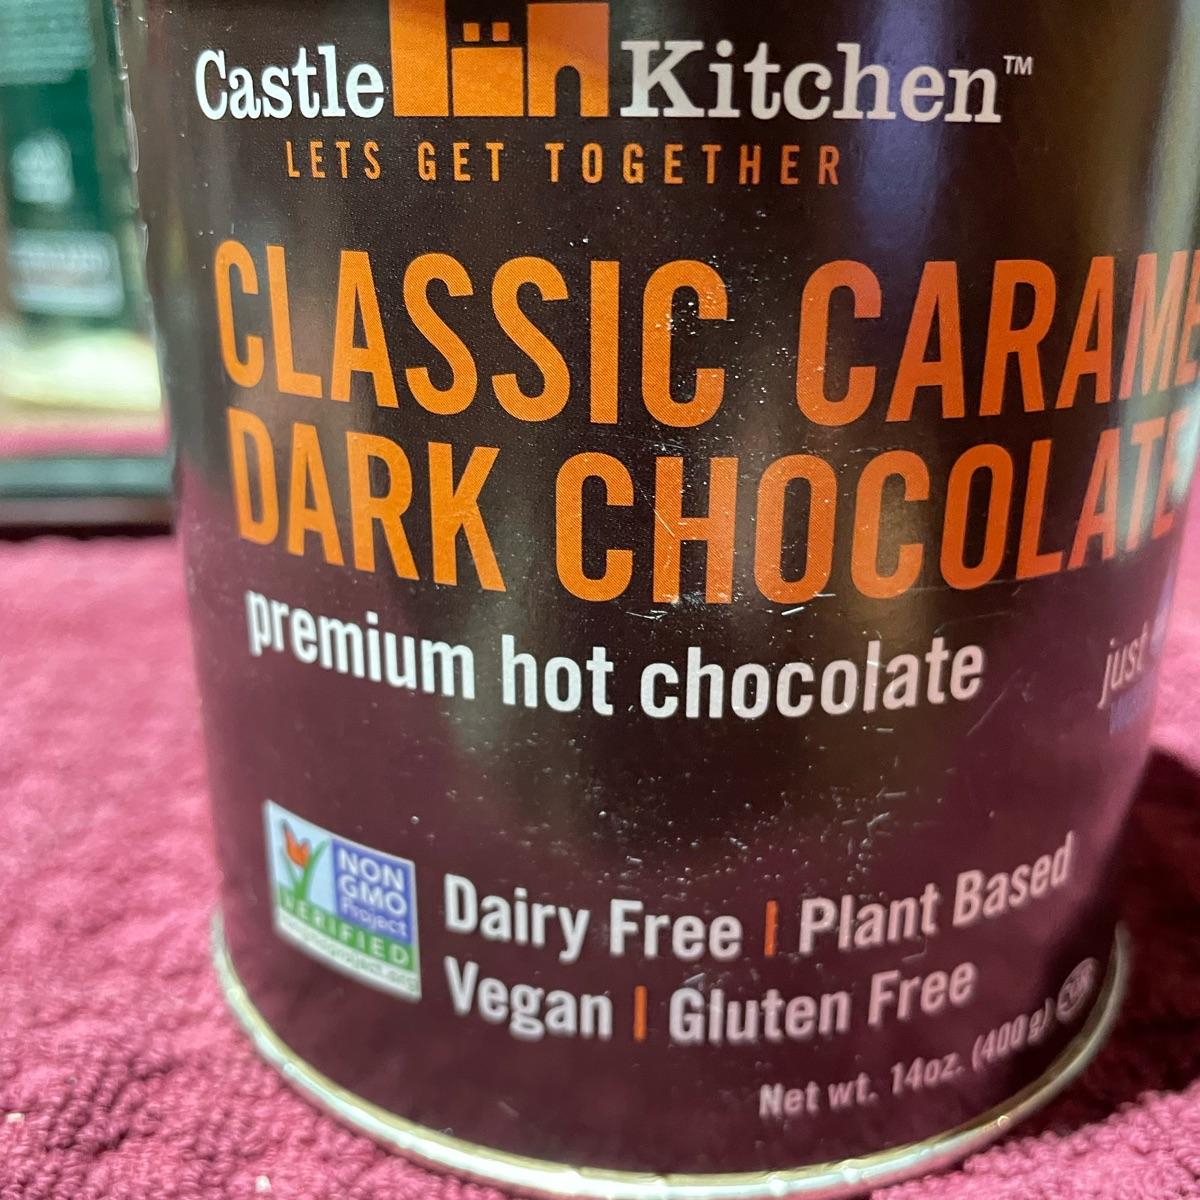 Castle Kitchen™
LETS GET TOGETHER
CLASSIC CARAME
DARK CHOCOLATE
premium hot chocolate
just
NON
GMO
Project
VERIFIED
Dairy Free | Plant Based
Vegan | Gluten Free
Net wt. 14oz. (400g)